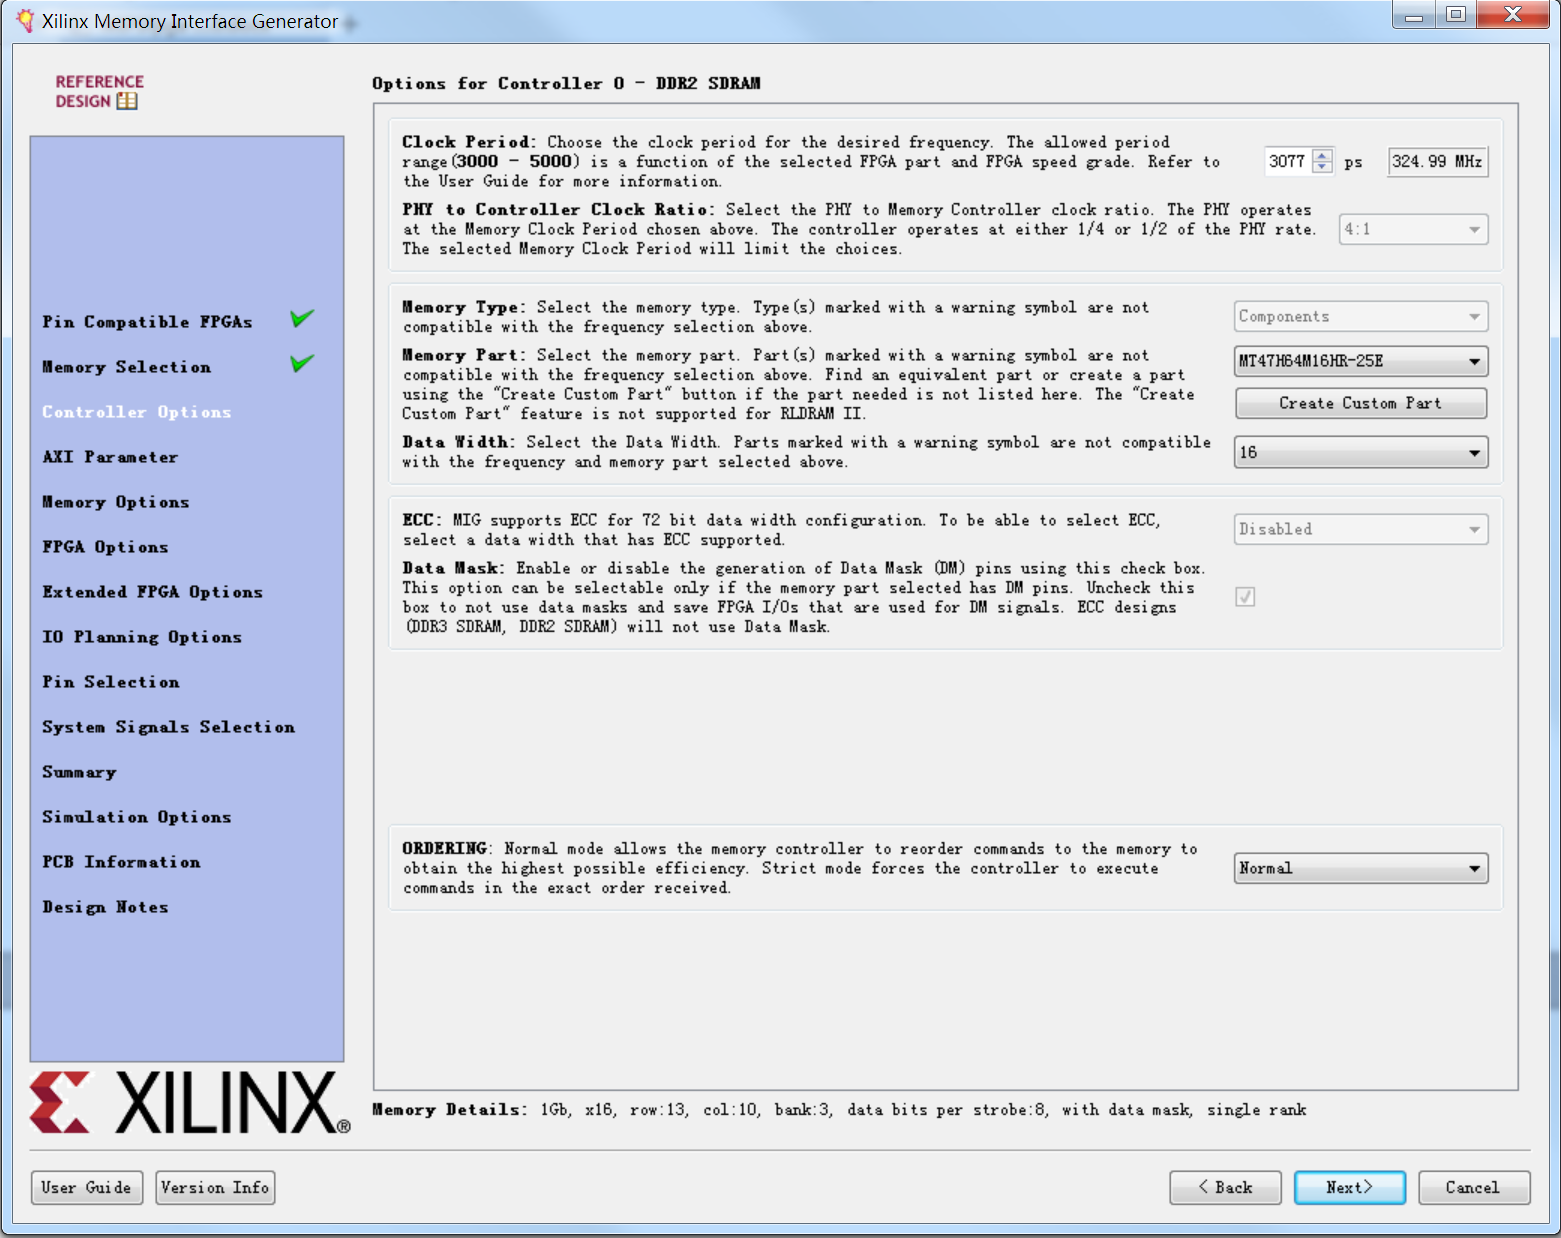 Xilinx Memory Interface Generator
REFERENCE
DESIGN
Pin Compatible FPGAs
Memory Selection
Controller Options
AXI Parameter
Memory Options
FPGA Options
Extended FPGA Options
IO Planning Options
Pin Selection
System Signals Selection
Summary
Simulation Options
PCB Information
Design Notes
XILINX®
Options for Controller 0 - DDR2 SDRAM
Clock Period: Choose the clock period for the desired frequency. The allowed period
range(3000 - 5000) is a function of the selected FPGA part and FPGA speed grade. Refer to
the User Guide for more information.
3077 ps 324.99 MHz
PHY to Controller Clock Ratio: Select the PHY to Memory Controller clock ratio. The PHY operates
at the Memory Clock Period chosen above. The controller operates at either 1/4 or 1/2 of the PHY rate.
The selected Memory Clock Period will limit the choices.
4:1
Memory Type: Select the memory type. Type(s) marked with a warning symbol are not
compatible with the frequency selection above.
Components
Memory Part: Select the memory part. Part(s) marked with a warning symbol are not
compatible with the frequency selection above. Find an equivalent part or create a part
using the "Create Custom Part" button if the part needed is not listed here. The "Create
Custom Part" feature is not supported for RLDRAM II.
MT47H64M16HR-25E
Create Custom Part
Data Width: Select the Data Width. Parts marked with a warning symbol are not compatible
with the frequency and memory part selected above.
16
ECC: MIG supports ECC for 72 bit data width configuration. To be able to select ECC,
select a data width that has ECC supported.
Disabled
Data Mask: Enable or disable the generation of Data Mask (DM) pins using this check box.
This option can be selectable only if the memory part selected has DM pins. Uncheck this
box to not use data masks and save FPGA I/Os that are used for DM signals. ECC designs
(DDR3 SDRAM, DDR2 SDRAM) will not use Data Mask.
ORDERING: Normal mode allows the memory controller to reorder commands to the memory to
obtain the highest possible efficiency. Strict mode forces the controller to execute
commands in the exact order received.
Normal
Memory Details: 1Gb, x16, row:13, col:10, bank:3, data bits per strobe:8, with data mask, single rank
User Guide
Version Info
< Back
Next>
Cancel